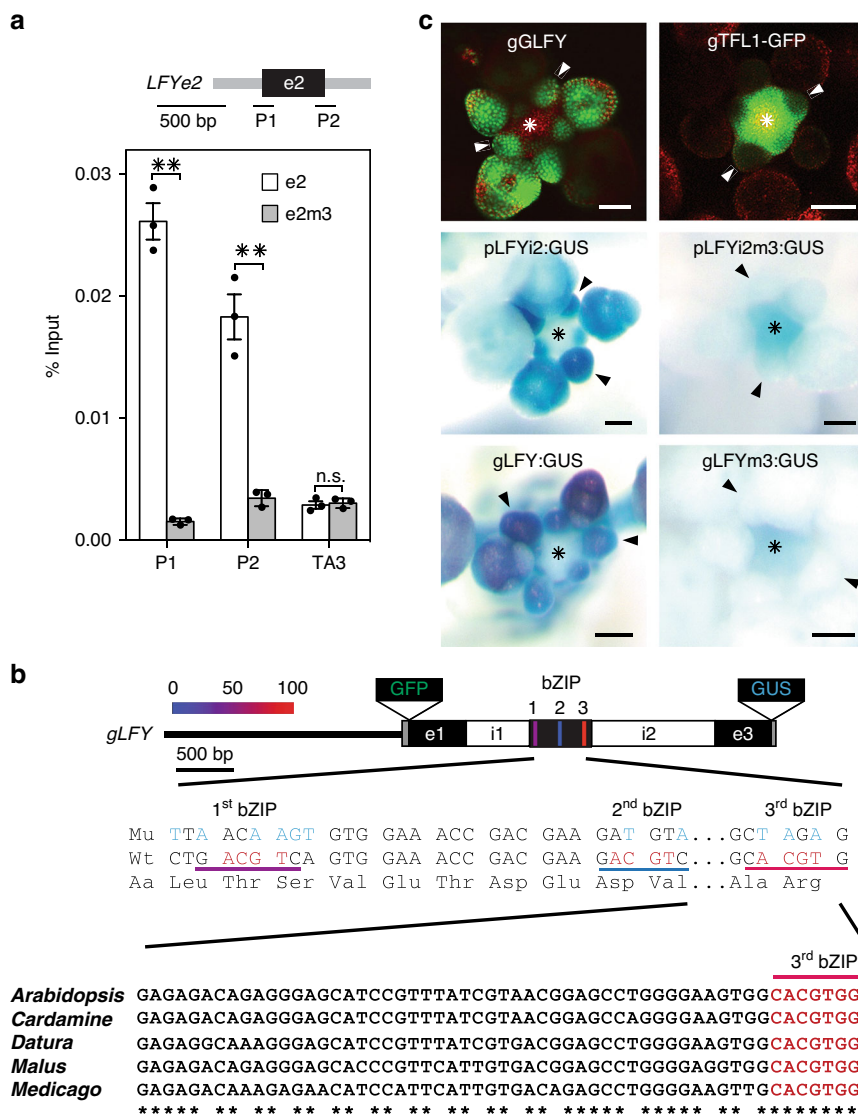 a
LFYe2
e2
500 bp
P1
P2
**
**
n.s.
e2
e2m3
0.03
0.02
0.01
0.00
% Input
P1
P2
TA3
c
gGLFY
gTFL1-GFP
*
*
pLFYi2:GUS
pLFYi2m3:GUS
*
*
gLFY:GUS
gLFYm3:GUS
*
*
b
0 50 100
GFP
bZIP
GUS
1 2 3
gLFY
e1
i1
i2
e3
500 bp
1st bZIP
2nd bZIP
3rd bZIP
Mu TTA ACA AGT GTG GAA ACC GAC GAA GAT GTA...GCT AGA G
Wt CTG ACG TCA GTG GAA ACC GAC GAA GAC GTC...GCA CGT G
Aa Leu Thr Ser Val Glu Thr Asp Glu Asp Val...Ala Arg
3rd bZIP
Arabidopsis GAGAGACAGAGGGAGCATCCGTTTATCGTAACGGAGCCTGGGGAAGTGGCACGTGG
Cardamine GAGAGACAGAGGGAGCATCCGTTTATCGTAACGGAGCCAGGGGAAGTGGCACGTGG
Datura GAGAGGCAAAGGGAGCATCCGTTTATCGTGACGGAGCCTGGGGAGGTGGCACGTGG
Malus GAGAGACAGAGGGAGCACCCGTTCATTGTGACAGAGCCTGGGGAGGTGGCACGTGG
Medicago GAGAGACAAAGAGAACATCCATTCATTGTGACAGAGCCTGGGGAAGTTGCACGTGG
***** ** ** ** ** ** ** ** ** ** ***** ***** ** *********